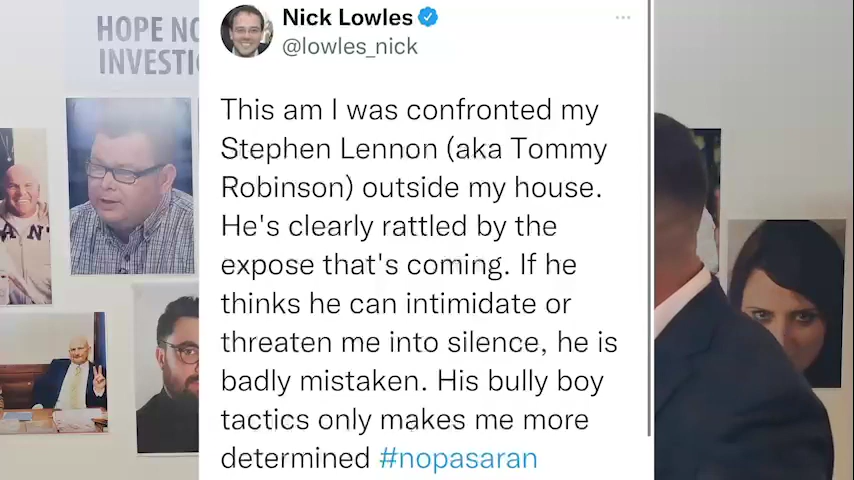 HOPE NO
INVESTI
Nick Lowles
@lowles_nick
This am I was confronted my
Stephen Lennon (aka Tommy
Robinson) outside my house.
He's clearly rattled by the
expose that's coming. If he
thinks he can intimidate or
threaten me into silence, he is
badly mistaken. His bully boy
tactics only makes me more
determined #nopasaran